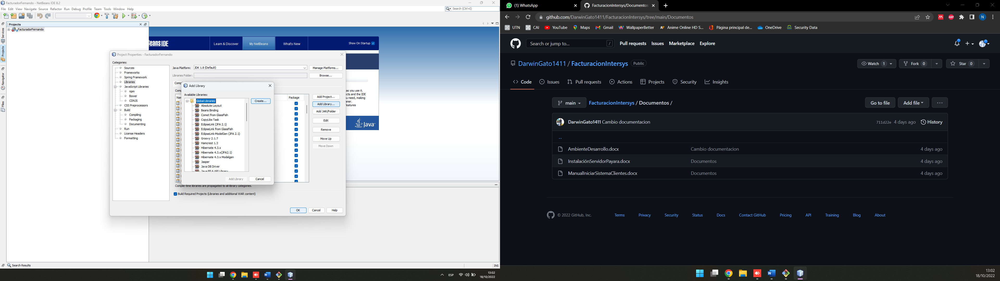 FacturadorFernando - NetBeans IDE 8.2
File Edit View Navigate Source Refactor Run Debug Profile Team Tools Window Help
Search (Ctrl+I)
Projects
FacturadorFernando
Services
Projects
Navigator
Files
eansIDE
Learn & Discover
My NetBeans
What's New
Show On Startup
Project Properties - FacturadorFernando
Categories:
Sources
Frameworks
Spring Framework
Libraries
JavaScript Libraries
npm
Bower
CDNJS
CSS Preprocessors
Build
Compiling
Packaging
Documenting
Run
License Headers
Formatting
Java Platform: JDK 1.8 (Default) Manage Platforms...
Libraries Folder: Browse...
Comp
Comp
Nam
Package
Add Library
Available Libraries:
Global Libraries
Create...
Absolute Layout
Beans Binding
Comet from GlassFish
CopyLibs Task
EclipseLink (JPA 2.1)
EclipseLink from GlassFish
EclipseLink-ModelGen (JPA 2.1)
Groovy 2.1.7
Hamcrest 1.3
Hibernate 4.3.x
Hibernate 4.3.x(JPA2.1)
Hibernate 4.3.x Modelgen
Jasper
Java DB Driver
Java EE 6 API Library
Add Library Cancel
Add Project...
Add Library...
Add JAR/Folder
Edit
Remove
Move Up
Move Down
Compile-time libraries are propagated to all library categories.
Build Required Projects (Libraries and additional WAR content)
OK Cancel Help
as you use it.
ects and the IDE
u need, making
aner.
features
Java
Search Results
INS
ESP
13:02
18/10/2022
(1) WhatsApp
FacturacionIntersys/Documentos
github.com/DarwinGato1411/FacturacionIntersys/tree/main/Documentos
ABP
N
UTN CAI YouTube Maps Gmail WallpaperBetter AF Anime Online HD S... Página principal de... OneDrive Security Data
Search or jump to... /
Pull requests Issues Marketplace Explore
DarwinGato1411 / FacturacionIntersys Public
Watch 1 Fork 0 Star 0
Code Issues Pull requests Actions Projects Security Insights
main FacturacionIntersys / Documentos /
Go to file Add file ...
DarwinGato1411 Cambio documentacion 711d22e 4 days ago History
..
AmbienteDesarrollo.docx Cambio documentacion 4 days ago
InstalaciónServidorPayara.docx Documentos 4 days ago
ManualIniciarSistemaClientes.docx Documentos 4 days ago
© 2022 GitHub, Inc. Terms Privacy Security Status Docs Contact GitHub Pricing API Training Blog About
13:02
18/10/2022